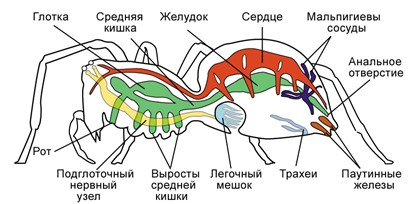 Глотка
Средняя
кишка
Желудок
Сердце
Мальпигиевы
сосуды
Анальное
отверстие
Рот
Подглоточный
нервный
узел
Выросты
средней
кишки
Легочный
мешок
Трахеи
Паутинные
железы